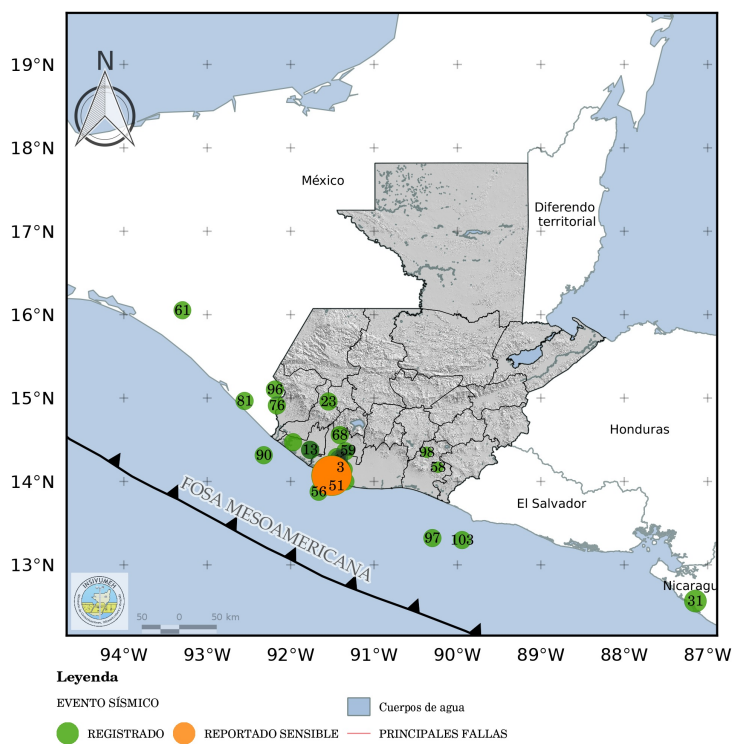 19°N
18°N
17°N
16°N
15°N
14°N
13°N
N
México
Diferendo
territorial
Honduras
El Salvador
Nicaragu
FOSA MESOAMERICANA
61
96
81
76
23
68
13
59
90
3
51
56
98
58
97
103
31
INSIVUMEH
50 0 50 km
94°W 93°W 92°W 91°W 90°W 89°W 88°W 87°W
Leyenda
EVENTO SÍSMICO
Cuerpos de agua
REGISTRADO
REPORTADO SENSIBLE
PRINCIPALES FALLAS